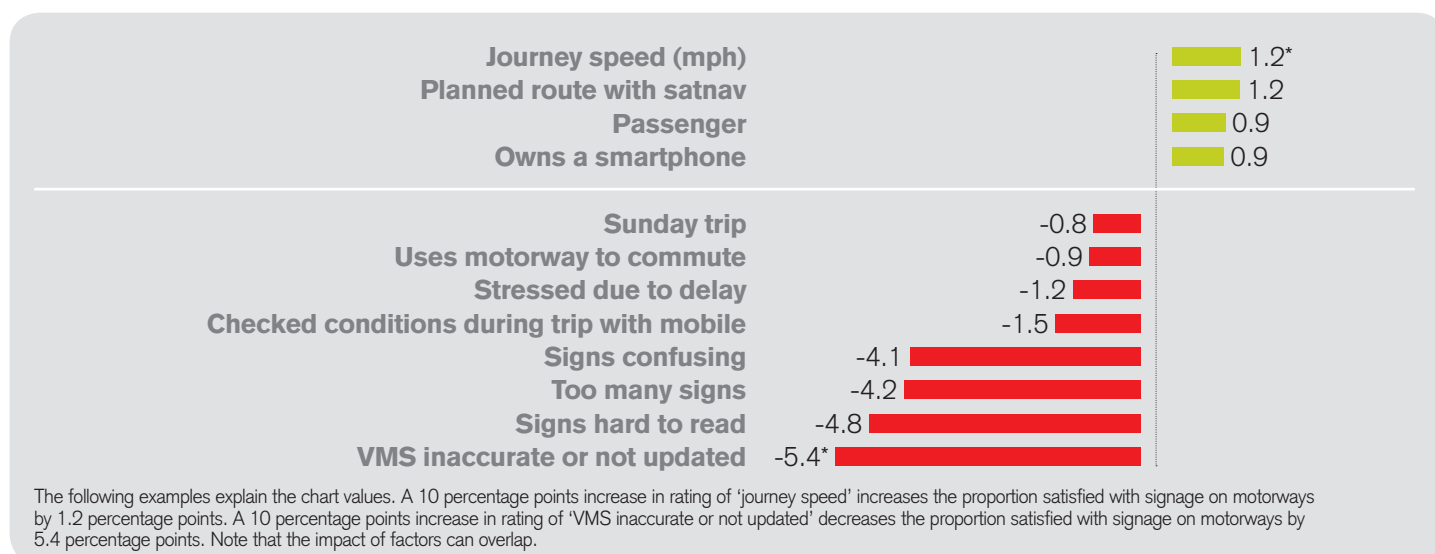 Journey speed (mph) 1.2*
Planned route with satnav 1.2
Passenger 0.9
Owns a smartphone 0.9
Sunday trip -0.8
Uses motorway to commute -0.9
Stressed due to delay -1.2
Checked conditions during trip with mobile -1.5
Signs confusing -4.1
Too many signs -4.2
Signs hard to read -4.8
VMS inaccurate or not updated -5.4*
The following examples explain the chart values. A 10 percentage points increase in rating of ‘journey speed’ increases the proportion satisfied with signage on motorways
by 1.2 percentage points. A 10 percentage points increase in rating of ‘VMS inaccurate or not updated’ decreases the proportion satisfied with signage on motorways by
5.4 percentage points. Note that the impact of factors can overlap.